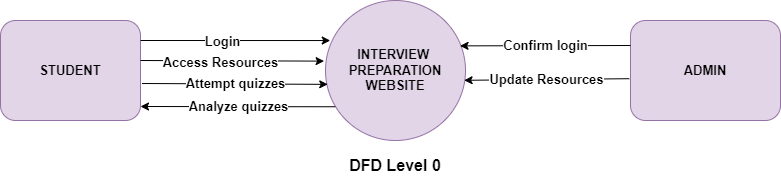 STUDENT
Login
Access Resources
Attempt quizzes
Analyze quizzes
INTERVIEW
PREPARATION
WEBSITE
Confirm login
Update Resources
ADMIN
DFD Level 0